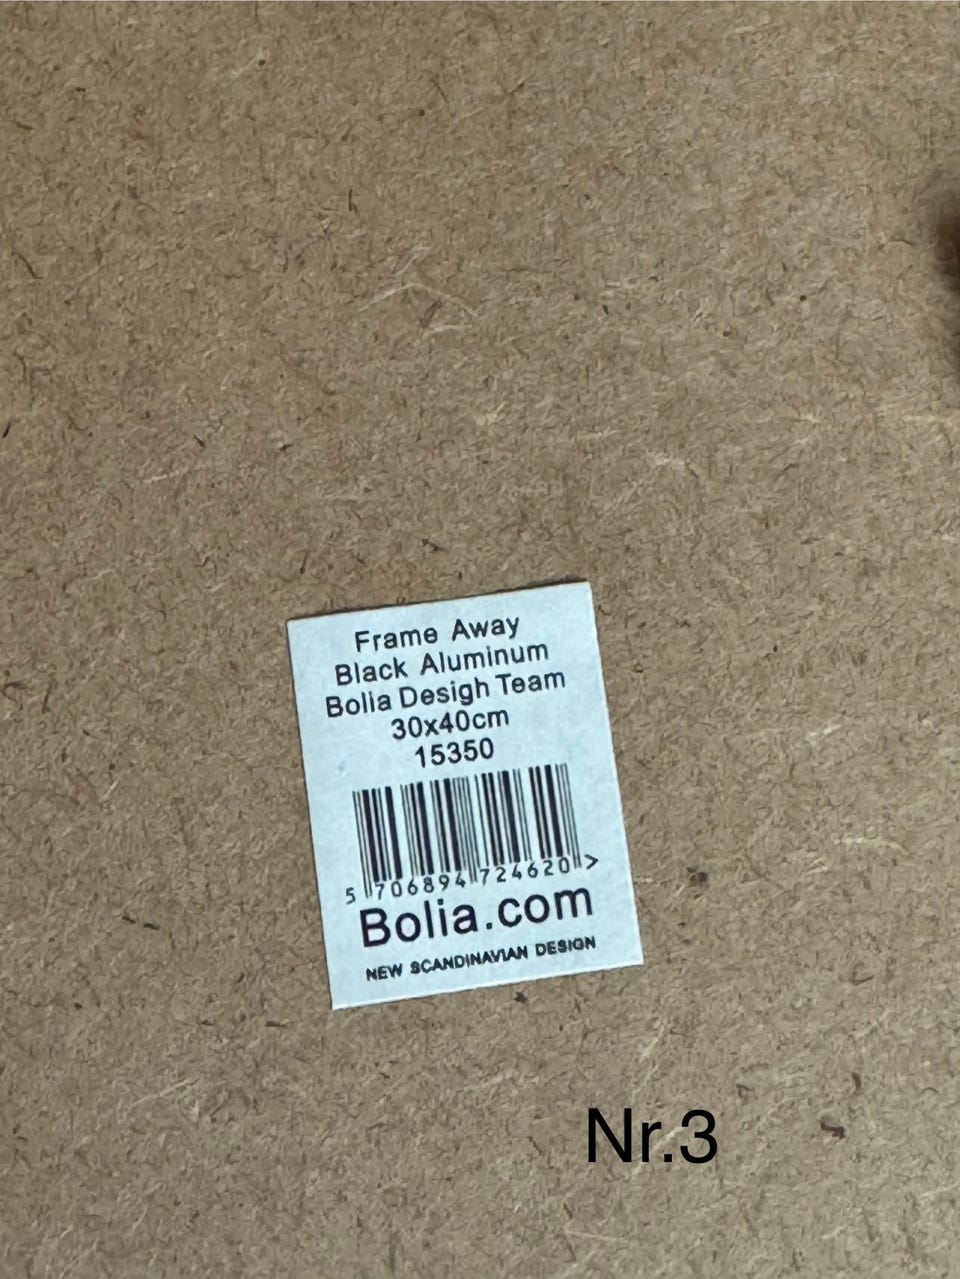 Frame Away
Black Aluminum
Bolia Desigh Team
30x40cm
15350
5 706894 724620 >
Bolia.com
NEW SCANDINAVIAN DESIGN
Nr.3